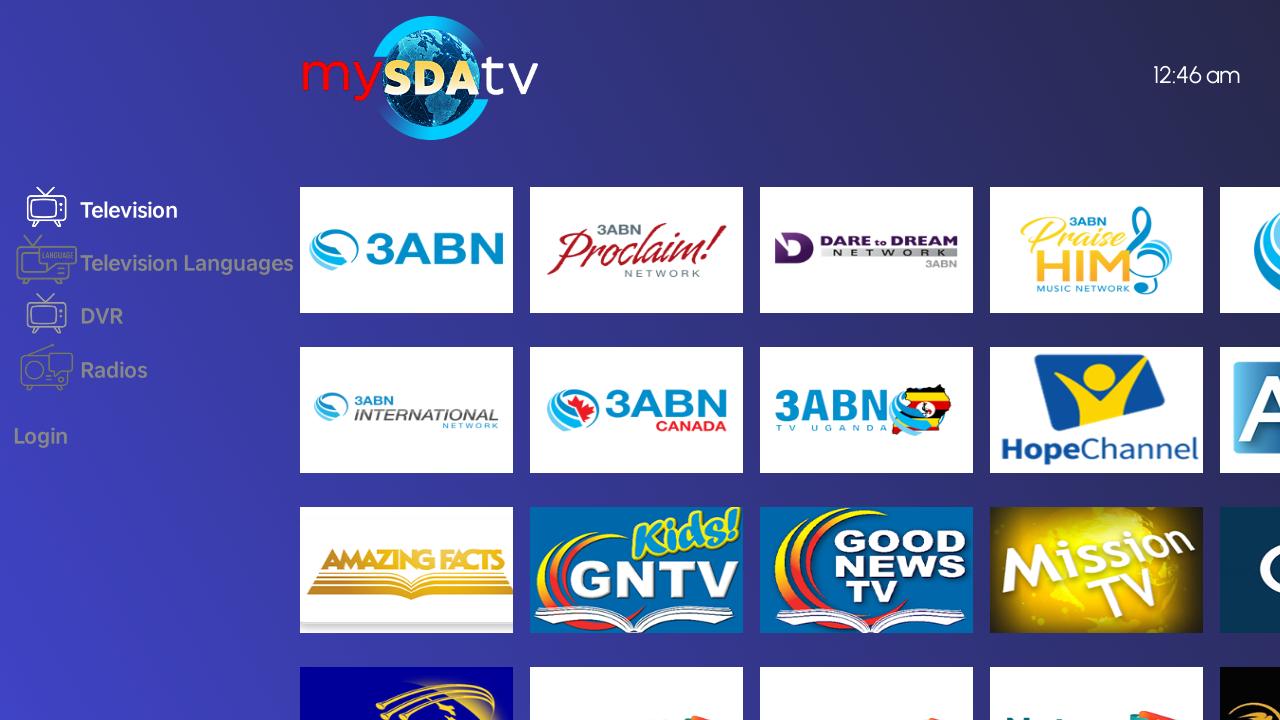 mySDAtv
12:46 am
Television
LANGUAGE
Television Languages
DVR
Radios
Login
3ABN
3ABN
Proclaim!
NETWORK
DARE to DREAM
NETWORK
3ABN
3ABN
Praise
HIM
MUSIC NETWORK
3ABN
INTERNATIONAL
NETWORK
3ABN
CANADA
3ABN
TV UGANDA
HopeChannel
A
AMAZING FACTS
Kids!
GNTV
GOOD
NEWS
TV
Mission
TV